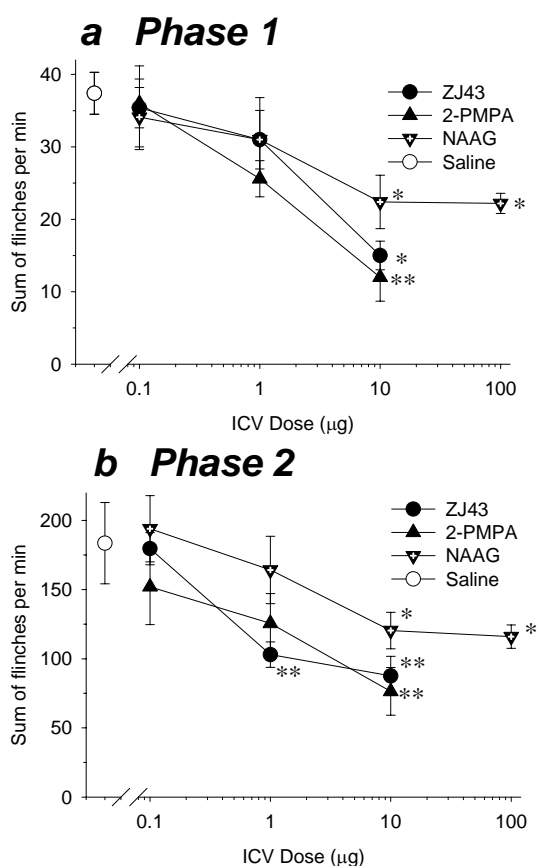 a Phase 1
ZJ43
2-PMPA
NAAG
Saline
Sum of flinches per min
40
30
20
10
0
*
*
*
**
0.1
1
10
100
ICV Dose (μg)
b Phase 2
ZJ43
2-PMPA
NAAG
Saline
Sum of flinches per min
200
150
100
50
0
*
*
**
**
**
0.1
1
10
100
ICV Dose (μg)